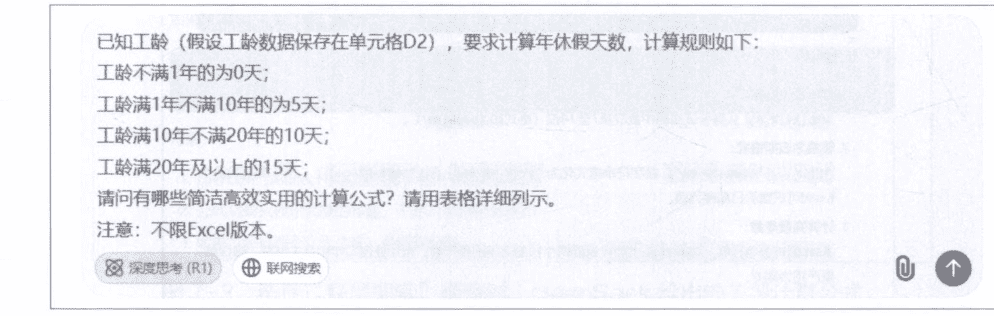 已知工龄（假设工龄数据保存在单元格D2），要求计算年休假天数，计算规则如下：
工龄不满1年的为0天；
工龄满1年不满10年的为5天；
工龄满10年不满20年的10天；
工龄满20年及以上的15天；
请问有哪些简洁高效实用的计算公式？请用表格详细列示。
注意：不限Excel版本。
深度思考 (R1) 联网搜索